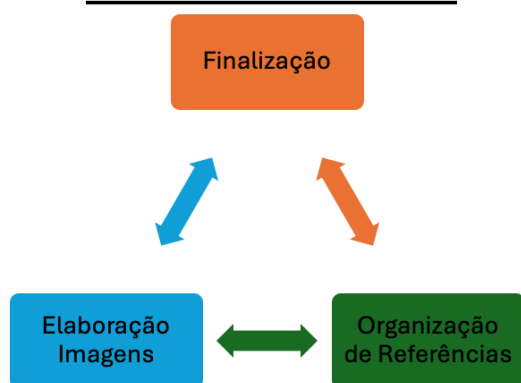 Finalização
Elaboração
Imagens
Organização
de Referências